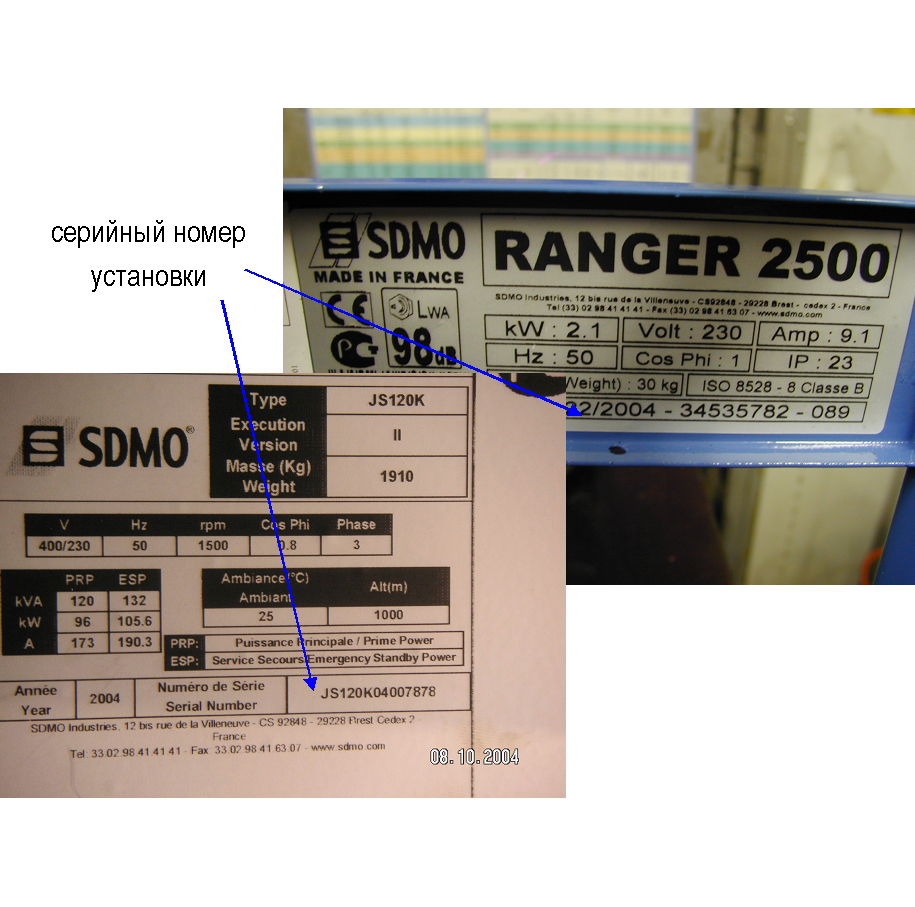 серийный номер
установки
SDMO
MADE IN FRANCE
CE
LWA
98dB
RANGER 2500
SDMO Industries, 12 bis rue de la Villeneuve - CS92848 - 29228 Brest - cedex 2 - France
Tel (33) 02 98 41 41 41 - Fax (33) 02 98 41 63 07 - www.sdmo.com
kW : 2.1 Volt : 230 Amp : 9.1
Hz : 50 Cos Phi : 1 IP : 23
Weight) : 30 kg ISO 8528 - 8 Classe B
22/2004 - 34535782 - 089
SDMO®
Type JS120K
Execution
Version II
Masse (Kg)
Weight 1910
V Hz rpm Cos Phi Phase
400/230 50 1500 0.8 3
PRP ESP
kVA 120 132
kW 96 105.6
A 173 190.3
Ambiance (°C)
Ambiant Alt(m)
25 1000
PRP: Puissance Principale / Prime Power
ESP: Service Secours/Emergency Standby Power
Année
Year 2004
Numéro de Série
Serial Number JS120K04007878
SDMO Industries. 12 bis rue de la Villeneuve - CS 92848 - 29228 Brest Cedex 2 -
France
Tel: 33.02.98 41 41 41 - Fax: 33.02.98 41.63.07 - www.sdmo.com
08.10.2004